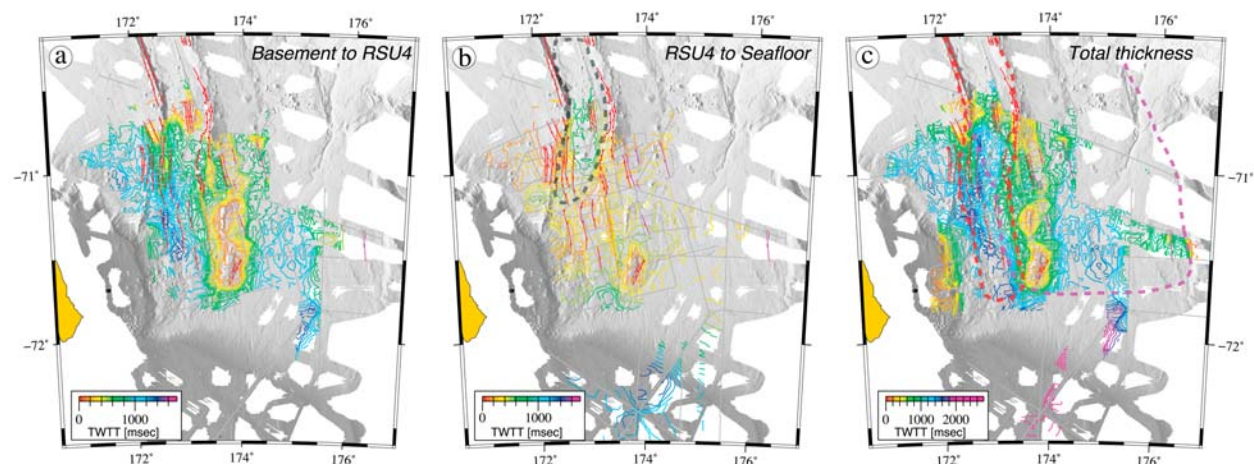 172° 174° 176°
172° 174° 176°
172° 174° 176°
a Basement to RSU4
b RSU4 to Seafloor
c Total thickness
−71° −71°
−72° −72°
0 1000
TWTT [msec]
0 1000
TWTT [msec]
0 1000 2000
TWTT [msec]
172° 174° 176°
172° 174° 176°
172° 174° 176°